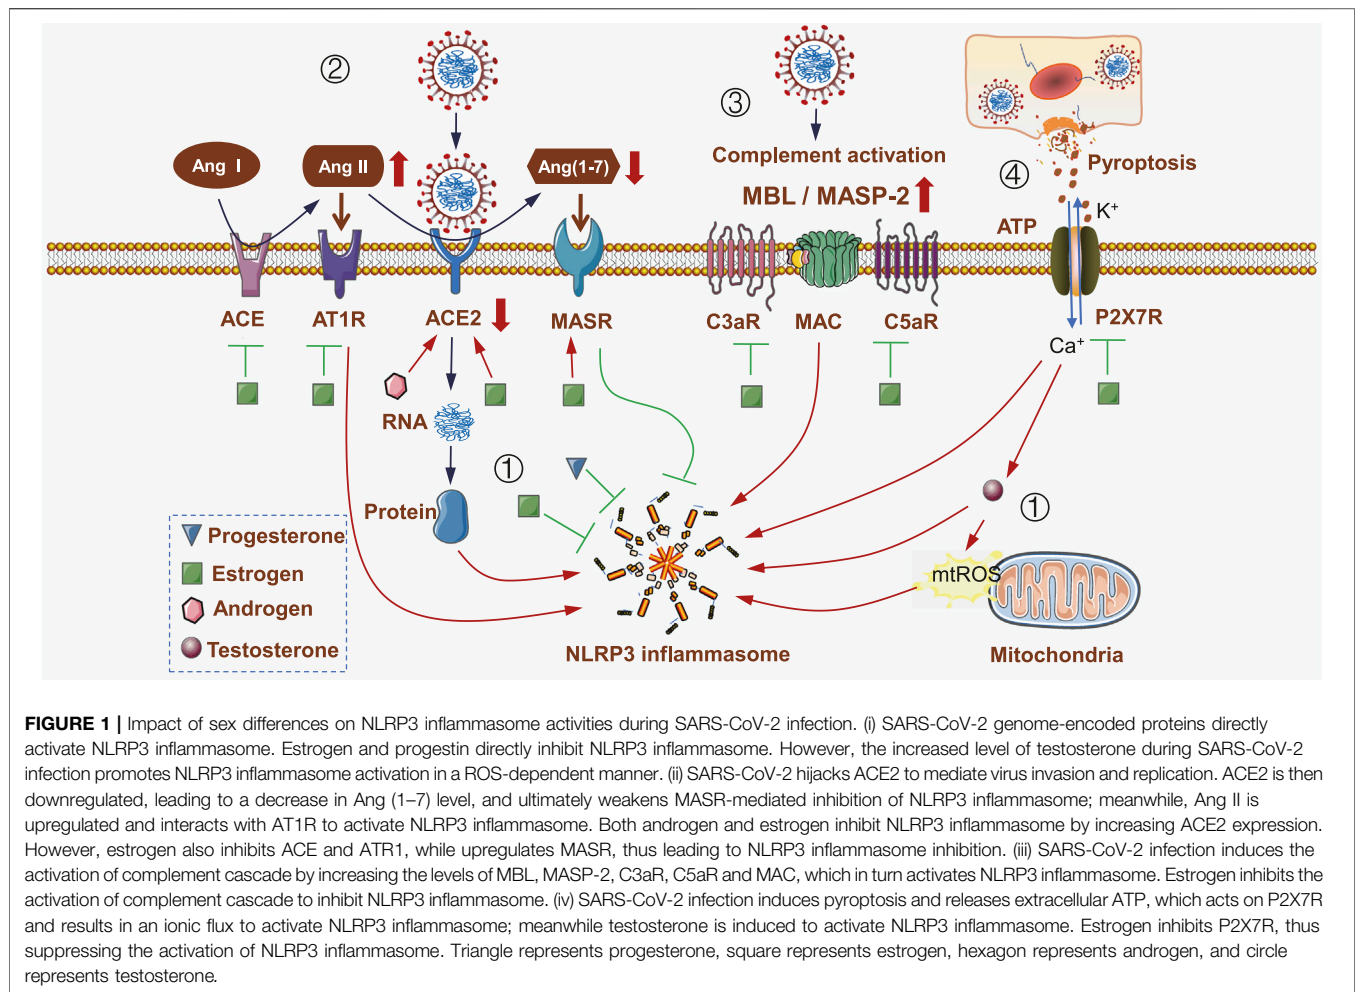 ②
③
④
Ang I
Ang II
Ang(1-7)
Complement activation
MBL / MASP-2
Pyroptosis
ATP
K⁺
ACE
AT1R
ACE2
MASR
C3aR
MAC
C5aR
P2X7R
Ca⁺
RNA
①
①
Protein
Progesterone
Estrogen
Androgen
Testosterone
mtROS
NLRP3 inflammasome
Mitochondria
FIGURE 1 | Impact of sex differences on NLRP3 inflammasome activities during SARS-CoV-2 infection. (i) SARS-CoV-2 genome-encoded proteins directly
activate NLRP3 inflammasome. Estrogen and progestin directly inhibit NLRP3 inflammasome. However, the increased level of testosterone during SARS-CoV-2
infection promotes NLRP3 inflammasome activation in a ROS-dependent manner. (ii) SARS-CoV-2 hijacks ACE2 to mediate virus invasion and replication. ACE2 is then
downregulated, leading to a decrease in Ang (1–7) level, and ultimately weakens MASR-mediated inhibition of NLRP3 inflammasome; meanwhile, Ang II is
upregulated and interacts with AT1R to activate NLRP3 inflammasome. Both androgen and estrogen inhibit NLRP3 inflammasome by increasing ACE2 expression.
However, estrogen also inhibits ACE and ATR1, while upregulates MASR, thus leading to NLRP3 inflammasome inhibition. (iii) SARS-CoV-2 infection induces the
activation of complement cascade by increasing the levels of MBL, MASP-2, C3aR, C5aR and MAC, which in turn activates NLRP3 inflammasome. Estrogen inhibits the
activation of complement cascade to inhibit NLRP3 inflammasome. (iv) SARS-CoV-2 infection induces pyroptosis and releases extracellular ATP, which acts on P2X7R
and results in an ionic flux to activate NLRP3 inflammasome; meanwhile testosterone is induced to activate NLRP3 inflammasome. Estrogen inhibits P2X7R, thus
suppressing the activation of NLRP3 inflammasome. Triangle represents progesterone, square represents estrogen, hexagon represents androgen, and circle
represents testosterone.